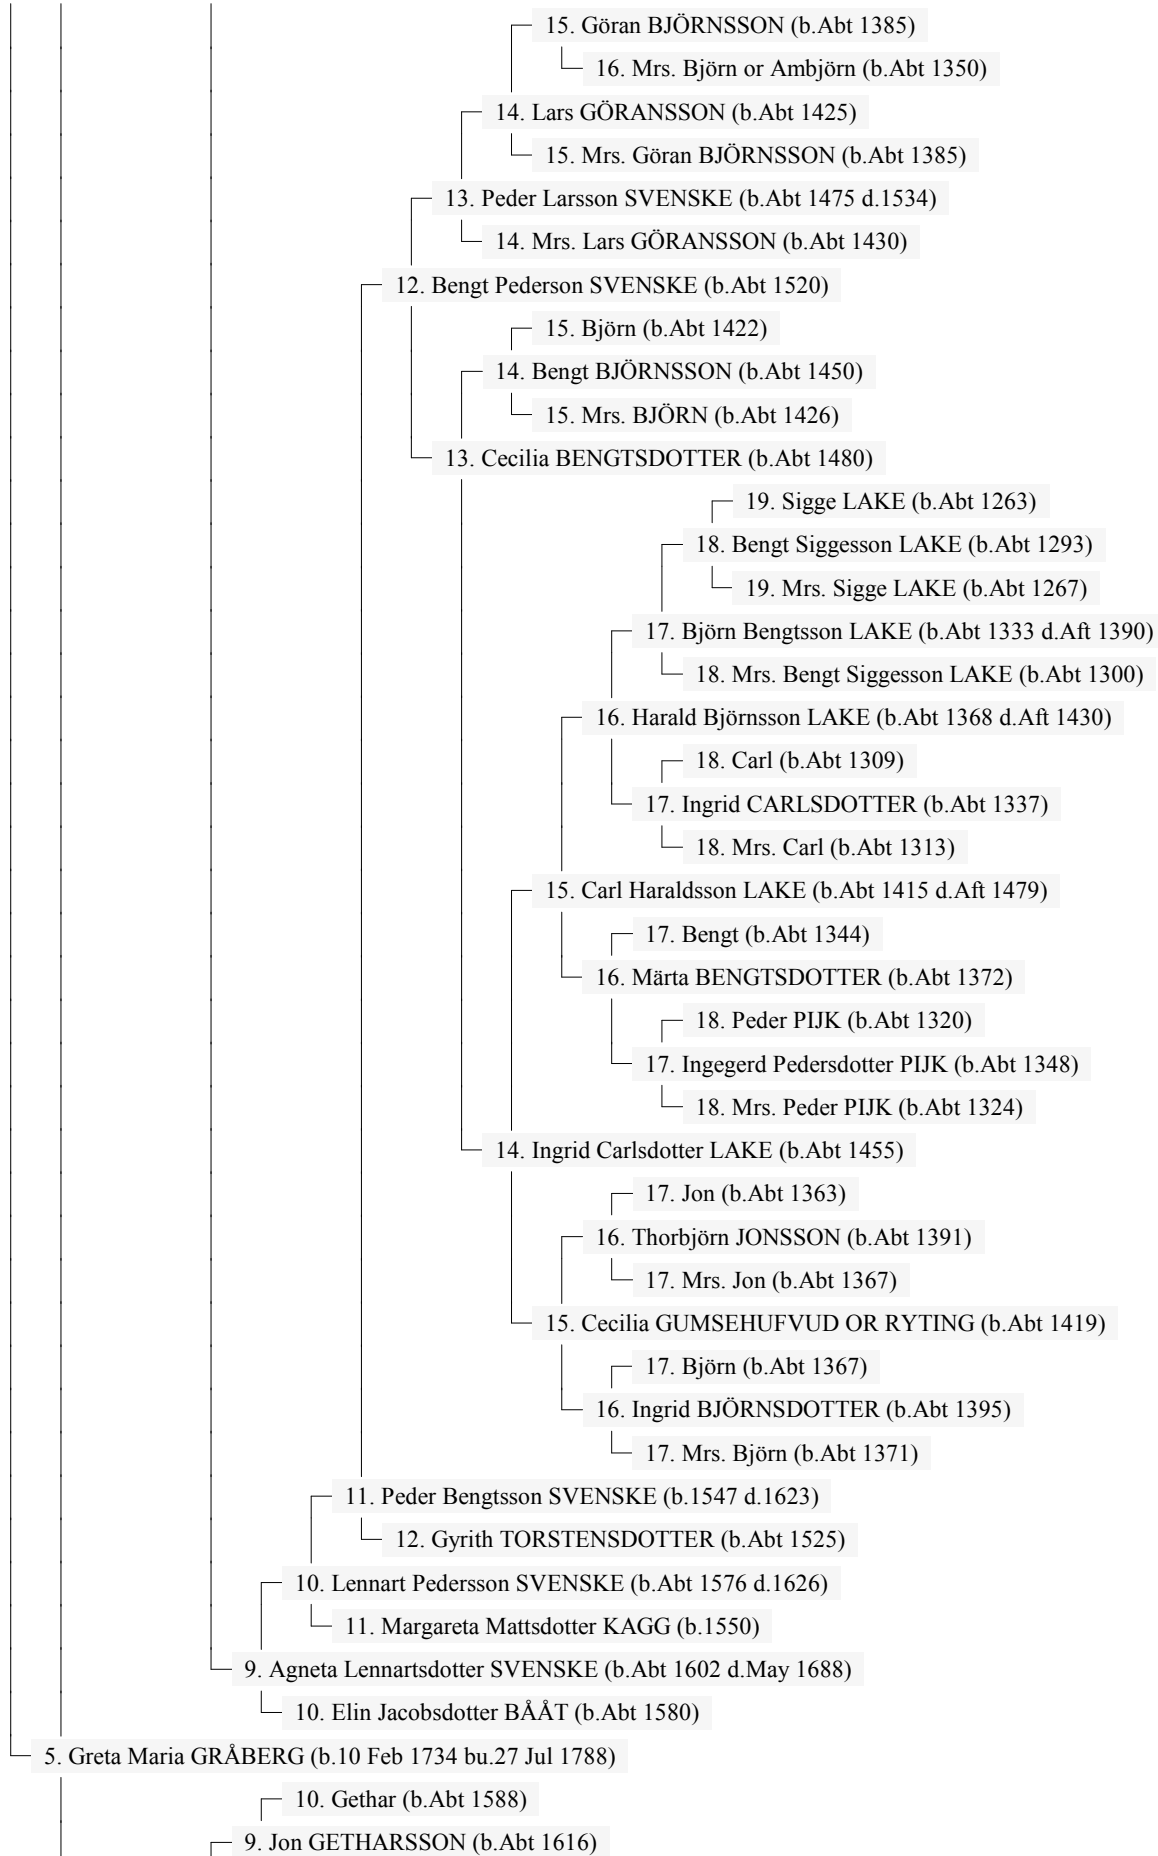 15. Göran BJÖRNSSON (b.Abt 1385)
16. Mrs. Björn or Ambjörn (b.Abt 1350)
14. Lars GÖRANSSON (b.Abt 1425)
15. Mrs. Göran BJÖRNSSON (b.Abt 1385)
13. Peder Larsson SVENSKE (b.Abt 1475 d.1534)
14. Mrs. Lars GÖRANSSON (b.Abt 1430)
12. Bengt Pederson SVENSKE (b.Abt 1520)
15. Björn (b.Abt 1422)
14. Bengt BJÖRNSSON (b.Abt 1450)
15. Mrs. BJÖRN (b.Abt 1426)
13. Cecilia BENGTSDOTTER (b.Abt 1480)
19. Sigge LAKE (b.Abt 1263)
18. Bengt Siggesson LAKE (b.Abt 1293)
19. Mrs. Sigge LAKE (b.Abt 1267)
17. Björn Bengtsson LAKE (b.Abt 1333 d.Aft 1390)
18. Mrs. Bengt Siggesson LAKE (b.Abt 1300)
16. Harald Björnsson LAKE (b.Abt 1368 d.Aft 1430)
18. Carl (b.Abt 1309)
17. Ingrid CARLSDOTTER (b.Abt 1337)
18. Mrs. Carl (b.Abt 1313)
15. Carl Haraldsson LAKE (b.Abt 1415 d.Aft 1479)
17. Bengt (b.Abt 1344)
16. Märta BENGTSDOTTER (b.Abt 1372)
18. Peder PIJK (b.Abt 1320)
17. Ingegerd Pedersdotter PIJK (b.Abt 1348)
18. Mrs. Peder PIJK (b.Abt 1324)
14. Ingrid Carlsdotter LAKE (b.Abt 1455)
17. Jon (b.Abt 1363)
16. Thorbjörn JONSSON (b.Abt 1391)
17. Mrs. Jon (b.Abt 1367)
15. Cecilia GUMSEHUFVUD OR RYTING (b.Abt 1419)
17. Björn (b.Abt 1367)
16. Ingrid BJÖRNSDOTTER (b.Abt 1395)
17. Mrs. Björn (b.Abt 1371)
11. Peder Bengtsson SVENSKE (b.1547 d.1623)
12. Gyrith TORSTENSDOTTER (b.Abt 1525)
10. Lennart Pedersson SVENSKE (b.Abt 1576 d.1626)
11. Margareta Mattsdotter KAGG (b.1550)
9. Agneta Lennartsdotter SVENSKE (b.Abt 1602 d.May 1688)
10. Elin Jacobsdotter BÅÅT (b.Abt 1580)
5. Greta Maria GRÅBERG (b.10 Feb 1734 bu.27 Jul 1788)
10. Gethar (b.Abt 1588)
9. Jon GETHARSSON (b.Abt 1616)